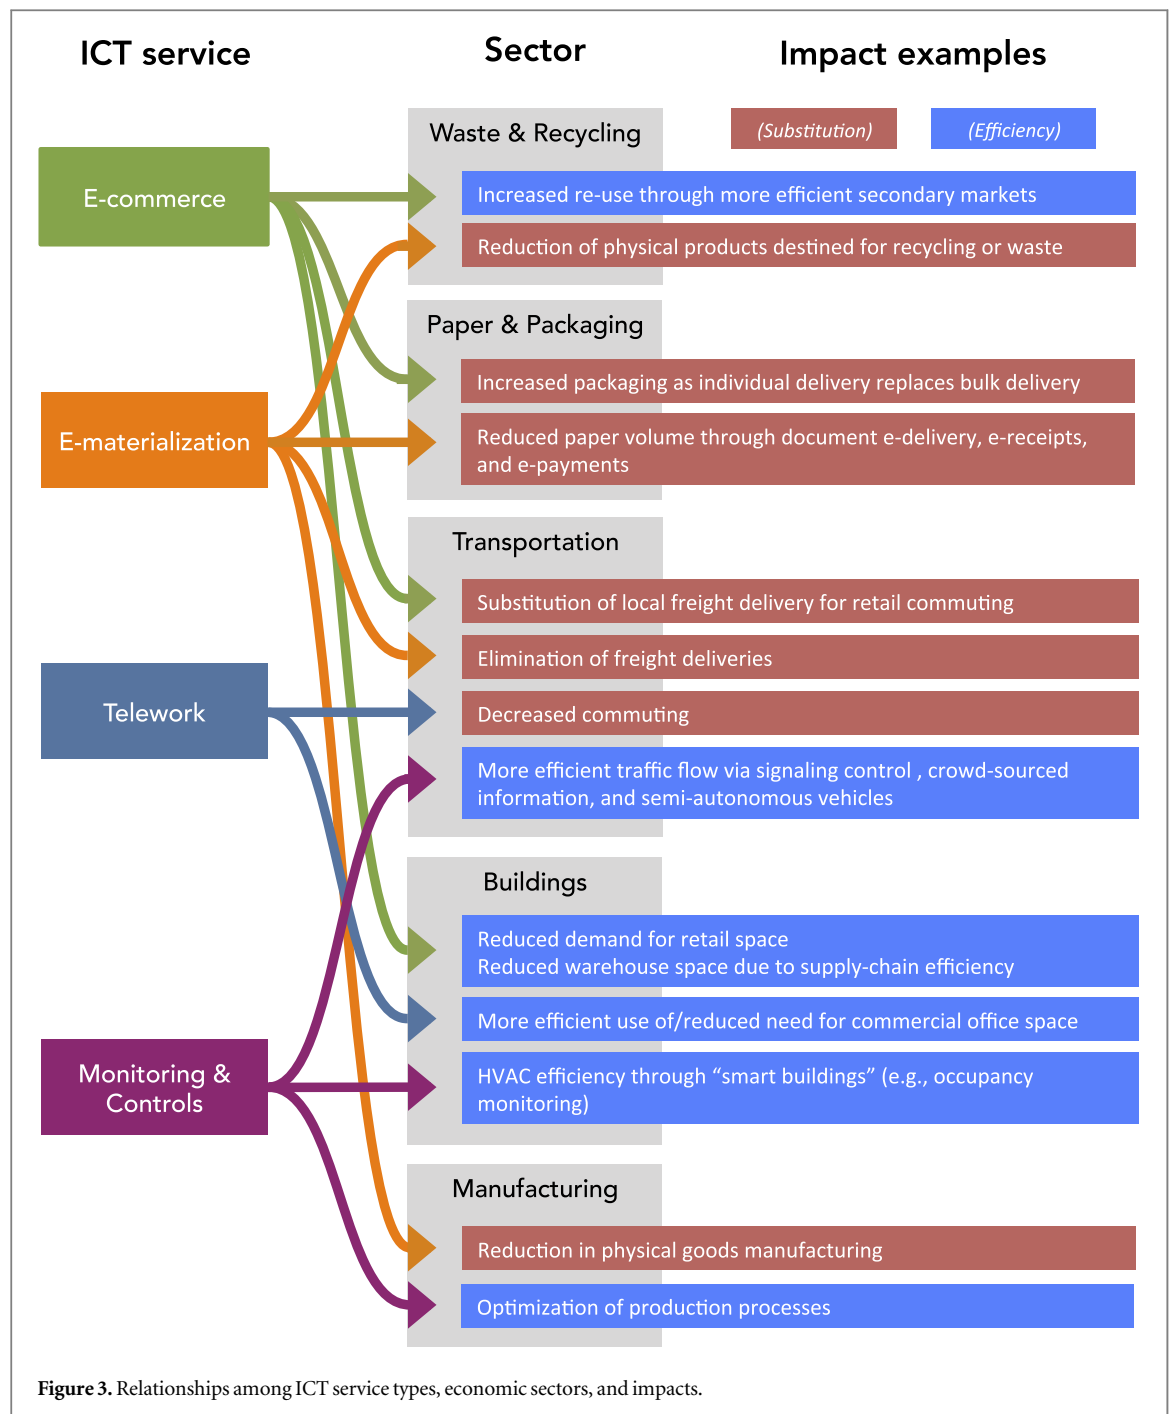 ICT service
Sector
Impact examples
(Substitution)
(Efficiency)
E-commerce
E-materialization
Telework
Monitoring &
Controls
Waste & Recycling
Increased re-use through more efficient secondary markets
Reduction of physical products destined for recycling or waste
Paper & Packaging
Increased packaging as individual delivery replaces bulk delivery
Reduced paper volume through document e-delivery, e-receipts,
and e-payments
Transportation
Substitution of local freight delivery for retail commuting
Elimination of freight deliveries
Decreased commuting
More efficient traffic flow via signaling control , crowd-sourced
information, and semi-autonomous vehicles
Buildings
Reduced demand for retail space
Reduced warehouse space due to supply-chain efficiency
More efficient use of/reduced need for commercial office space
HVAC efficiency through “smart buildings” (e.g., occupancy
monitoring)
Manufacturing
Reduction in physical goods manufacturing
Optimization of production processes
Figure 3. Relationships among ICT service types, economic sectors, and impacts.